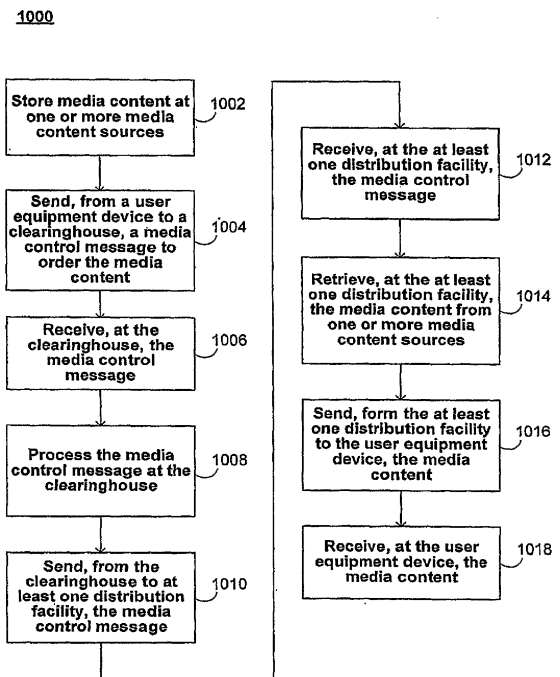 1000
Store media content at
one or more media
content sources
1002
Send, from a user
equipment device to a
clearinghouse, a media
control message to
order the media
content
1004
Receive, at the
clearinghouse, the
media control
message
1006
Process the media
control message at the
clearinghouse
1008
Send, from the
clearinghouse to at
least one distribution
facility, the media
control message
1010
Receive, at the at least
one distribution facility,
the media control
message
1012
Retrieve, at the at least
one distribution facility,
the media content from
one or more media
content sources
1014
Send, form the at least
one distribution facility
to the user equipment
device, the media
content
1016
Receive, at the user
equipment device, the
media content
1018